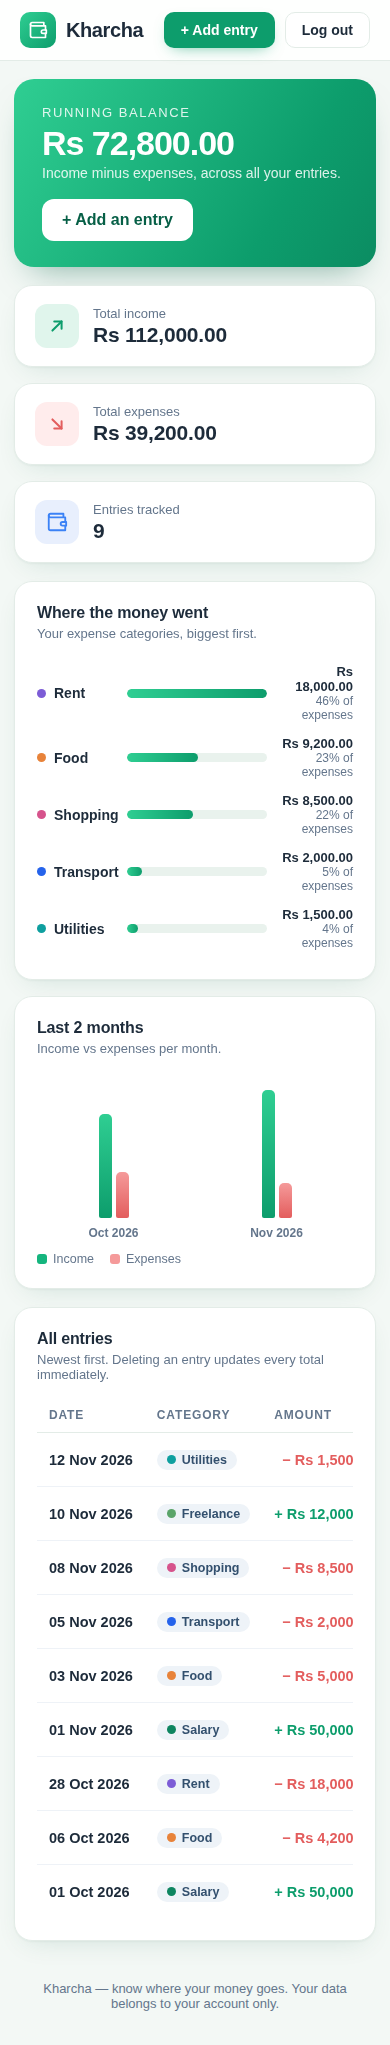 Kharcha
+ Add entry
Log out
RUNNING BALANCE
Rs 72,800.00
Income minus expenses, across all your entries.
+ Add an entry
Total income
Rs 112,000.00
Total expenses
Rs 39,200.00
Entries tracked
9
Where the money went
Your expense categories, biggest first.
Rent
Rs
18,000.00
46% of
expenses
Food
Rs 9,200.00
23% of
expenses
Shopping
Rs 8,500.00
22% of
expenses
Transport
Rs 2,000.00
5% of
expenses
Utilities
Rs 1,500.00
4% of
expenses
Last 2 months
Income vs expenses per month.
Oct 2026 Nov 2026
Income Expenses
All entries
Newest first. Deleting an entry updates every total
immediately.
DATE CATEGORY AMOUNT
12 Nov 2026 Utilities − Rs 1,500
10 Nov 2026 Freelance + Rs 12,000
08 Nov 2026 Shopping − Rs 8,500
05 Nov 2026 Transport − Rs 2,000
03 Nov 2026 Food − Rs 5,000
01 Nov 2026 Salary + Rs 50,000
28 Oct 2026 Rent − Rs 18,000
06 Oct 2026 Food − Rs 4,200
01 Oct 2026 Salary + Rs 50,000
Kharcha — know where your money goes. Your data
belongs to your account only.